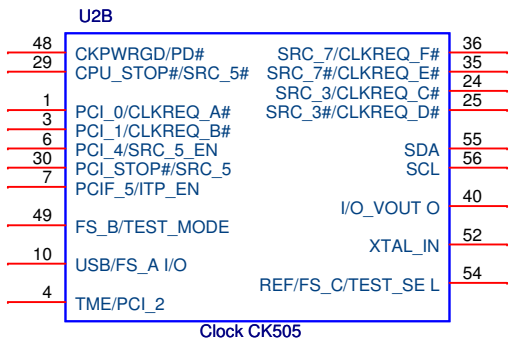 U2B
48 CKPWRGD/PD#
29 CPU_STOP#/SRC_5#
1 PCI_0/CLKREQ_A#
3 PCI_1/CLKREQ_B#
6 PCI_4/SRC_5_EN
30 PCI_STOP#/SRC_5
7 PCIF_5/ITP_EN
49 FS_B/TEST_MODE
10 USB/FS_A I/O
4 TME/PCI_2
SRC_7/CLKREQ_F# 36
SRC_7#/CLKREQ_E# 35
SRC_3/CLKREQ_C# 24
SRC_3#/CLKREQ_D# 25
SDA 55
SCL 56
I/O_VOUT O 40
XTAL_IN 52
REF/FS_C/TEST_SE L 54
Clock CK505